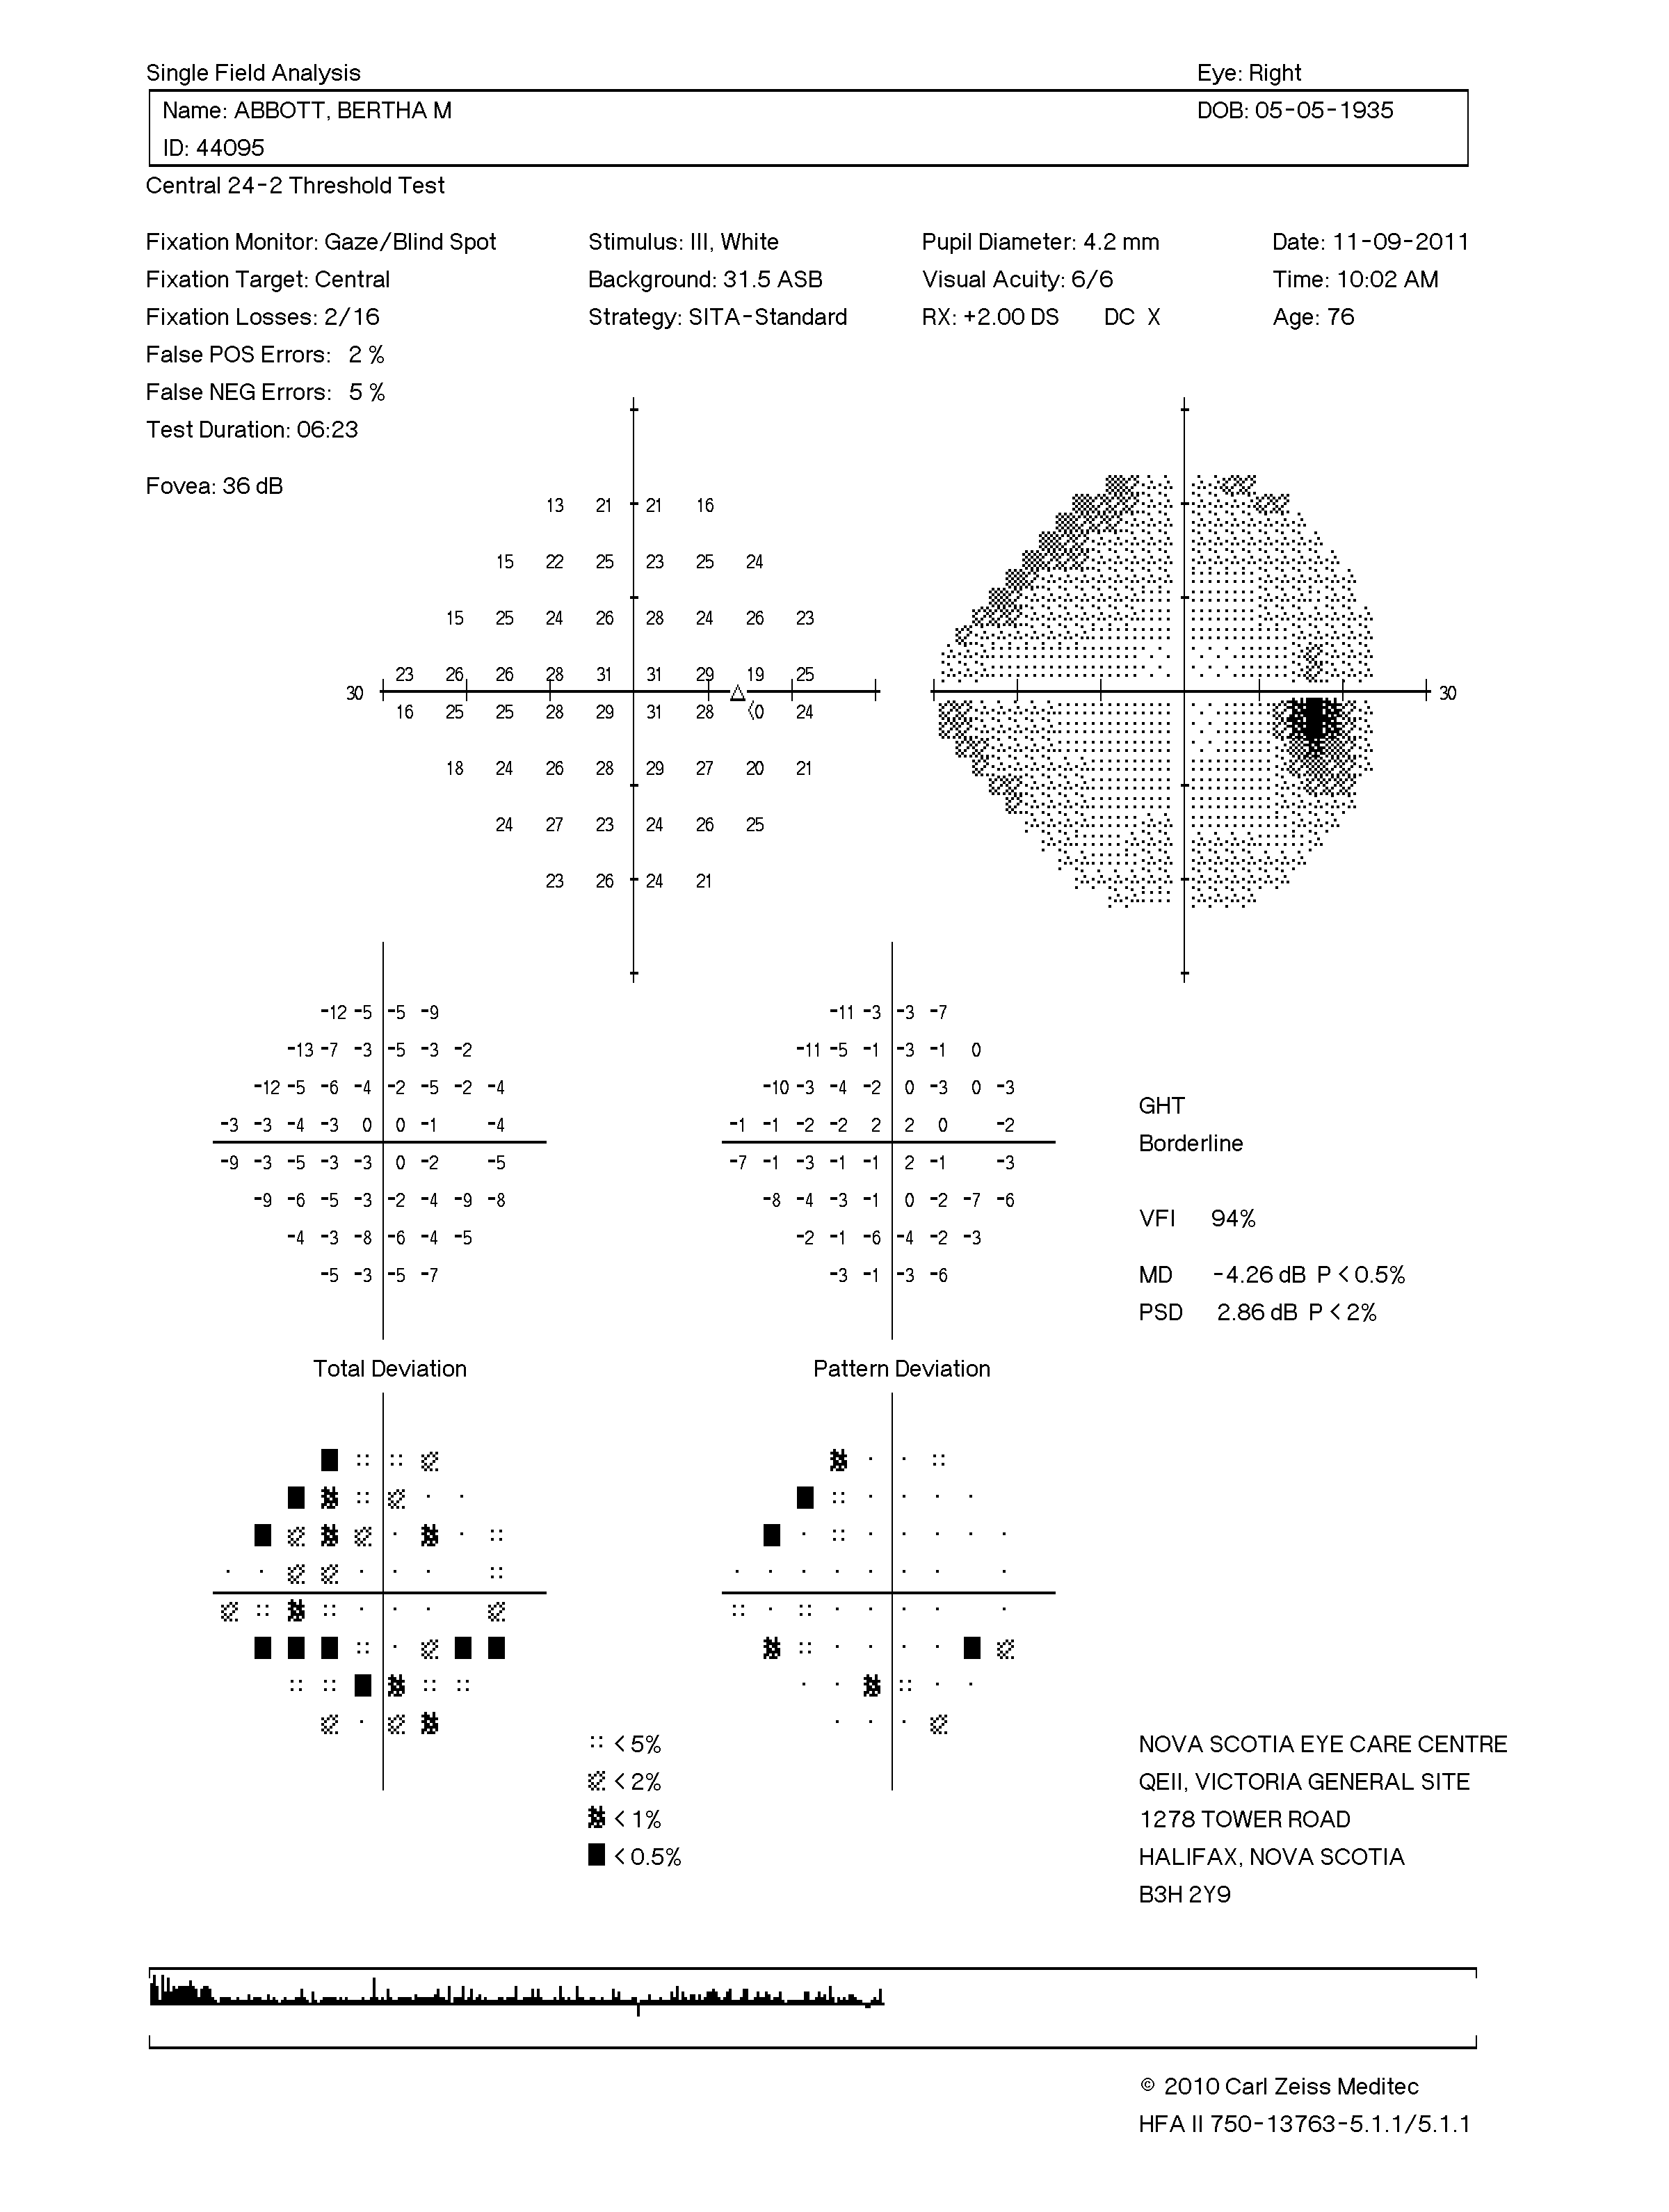 Single Field Analysis Eye: Right
Name: ABBOTT, BERTHA M DOB: 05-05-1935
ID: 44095
Central 24-2 Threshold Test
Fixation Monitor: Gaze/Blind Spot Stimulus: III, White Pupil Diameter: 4.2 mm Date: 11-09-2011
Fixation Target: Central Background: 31.5 ASB Visual Acuity: 6/6 Time: 10:02 AM
Fixation Losses: 2/16 Strategy: SITA-Standard RX: +2.00 DS DC X Age: 76
False POS Errors: 2 %
False NEG Errors: 5 %
Test Duration: 06:23
Fovea: 36 dB
13 21 21 16
15 22 25 23 25 24
15 25 24 26 28 24 26 23
23 26 26 28 31 31 29 19 25
30 30
16 25 25 28 29 31 28 <0 24
18 24 26 28 29 27 20 21
24 27 23 24 26 25
23 26 24 21
-12 -5 -5 -9 -11 -3 -3 -7
-13 -7 -3 -5 -3 -2 -11 -5 -1 -3 -1 0
-12 -5 -6 -4 -2 -5 -2 -4 -10 -3 -4 -2 0 -3 0 -3
GHT
-3 -3 -4 -3 0 0 -1 -4 -1 -1 -2 -2 2 2 0 -2
Borderline
-9 -3 -5 -3 -3 0 -2 -5 -7 -1 -3 -1 -1 2 -1 -3
-9 -6 -5 -3 -2 -4 -9 -8 -8 -4 -3 -1 0 -2 -7 -6
VFI 94%
-4 -3 -8 -6 -4 -5 -2 -1 -6 -4 -2 -3
-5 -3 -5 -7 -3 -1 -3 -6
MD -4.26 dB P < 0.5%
PSD 2.86 dB P < 2%
Total Deviation Pattern Deviation
< 5% NOVA SCOTIA EYE CARE CENTRE
< 2% QEII, VICTORIA GENERAL SITE
< 1% 1278 TOWER ROAD
< 0.5% HALIFAX, NOVA SCOTIA
B3H 2Y9
© 2010 Carl Zeiss Meditec
HFA II 750-13763-5.1.1/5.1.1